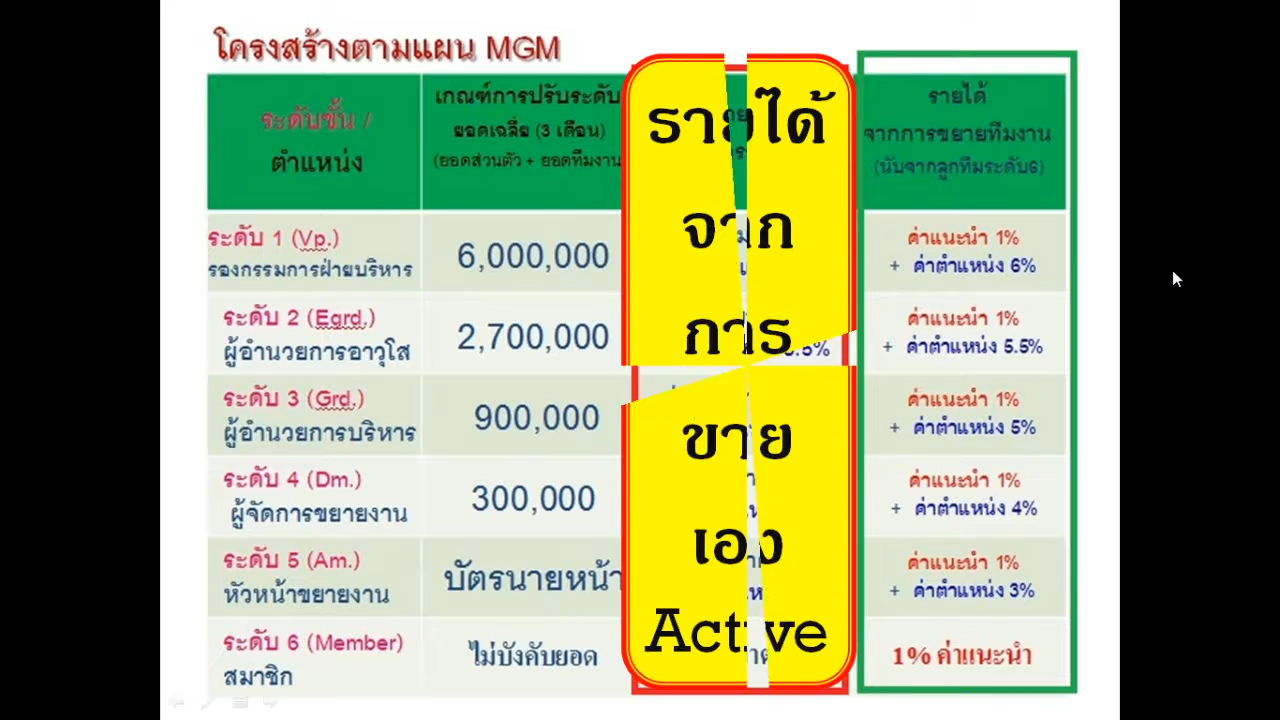 โครงสร้างตามแผน MGM
ระดับขั้น /
ตำแหน่ง
เกณฑ์การปรับระดับ
ยอดเฉลี่ย (3 เดือน)
(ยอดส่วนตัว + ยอดทีมงาน
รายได้
จากการขยายทีมงาน
(นับจากลูกทีมระดับ6)
ระดับ 1 (Vp.)
รองกรรมการฝ่ายบริหาร
6,000,000
ค่าแนะนำ 1%
+ ค่าตำแหน่ง 6%
ระดับ 2 (Egrd.)
ผู้อำนวยการอาวุโส
2,700,000
ค่าแนะนำ 1%
+ ค่าตำแหน่ง 5.5%
ระดับ 3 (Grd.)
ผู้อำนวยการบริหาร
900,000
ค่าแนะนำ 1%
+ ค่าตำแหน่ง 5%
ระดับ 4 (Dm.)
ผู้จัดการขยายงาน
300,000
ค่าแนะนำ 1%
+ ค่าตำแหน่ง 4%
ระดับ 5 (Am.)
หัวหน้าขยายงาน
บัตรนายหน้า
ค่าแนะนำ 1%
+ ค่าตำแหน่ง 3%
ระดับ 6 (Member)
สมาชิก
ไม่บังคับยอด
1% ค่าแนะนำ
รายได้
จาก
การ
ขาย
เอง
Active